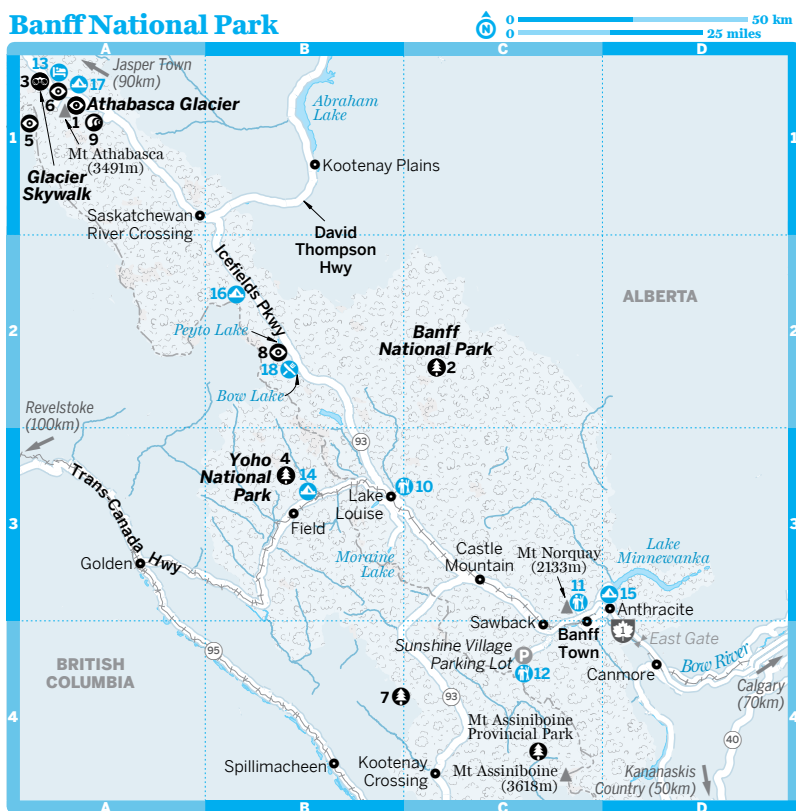 Banff National Park
N
0 50 km
0 25 miles
A B C D
13
Jasper Town
(90km)
3
17
6
Athabasca Glacier
1
5
9
Mt Athabasca
(3491m)
Glacier
Skywalk
1
1
Abraham
Lake
Kootenay Plains
Saskatchewan
River Crossing
David
Thompson
Hwy
Icefields Pkwy
16
ALBERTA
2
2
Peyto Lake
8
18
Bow Lake
Banff
National Park
2
Revelstoke
(100km)
93
Yoho
National
Park
4
14
10
Lake
Louise
Field
3
3
Trans-Canada Hwy
Golden
Moraine
Lake
Castle
Mountain
Mt Norquay
(2133m)
Lake
Minnewanka
11
15
Anthracite
Sawback
Banff
Town
1
East Gate
Sunshine Village
Parking Lot
P
12
Canmore
Bow River
Calgary
(70km)
BRITISH
COLUMBIA
95
7
93
4
4
Mt Assiniboine
Provincial Park
40
Spillimacheen
Kootenay
Crossing
Mt Assiniboine
(3618m)
Kananaskis
Country (50km)
A B C D